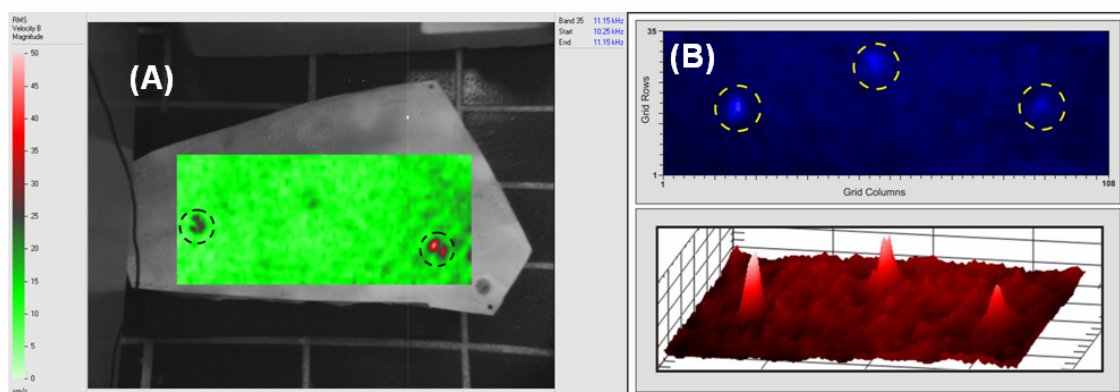 RMS
Velocity B
Magnitude
50
45
40
35
30
25
20
15
10
5
0
(A)
Band 35 11.15 kHz
Start 10.25 kHz
End 11.15 kHz
(B)
35
Grid Rows
1
1
108
Grid Columns